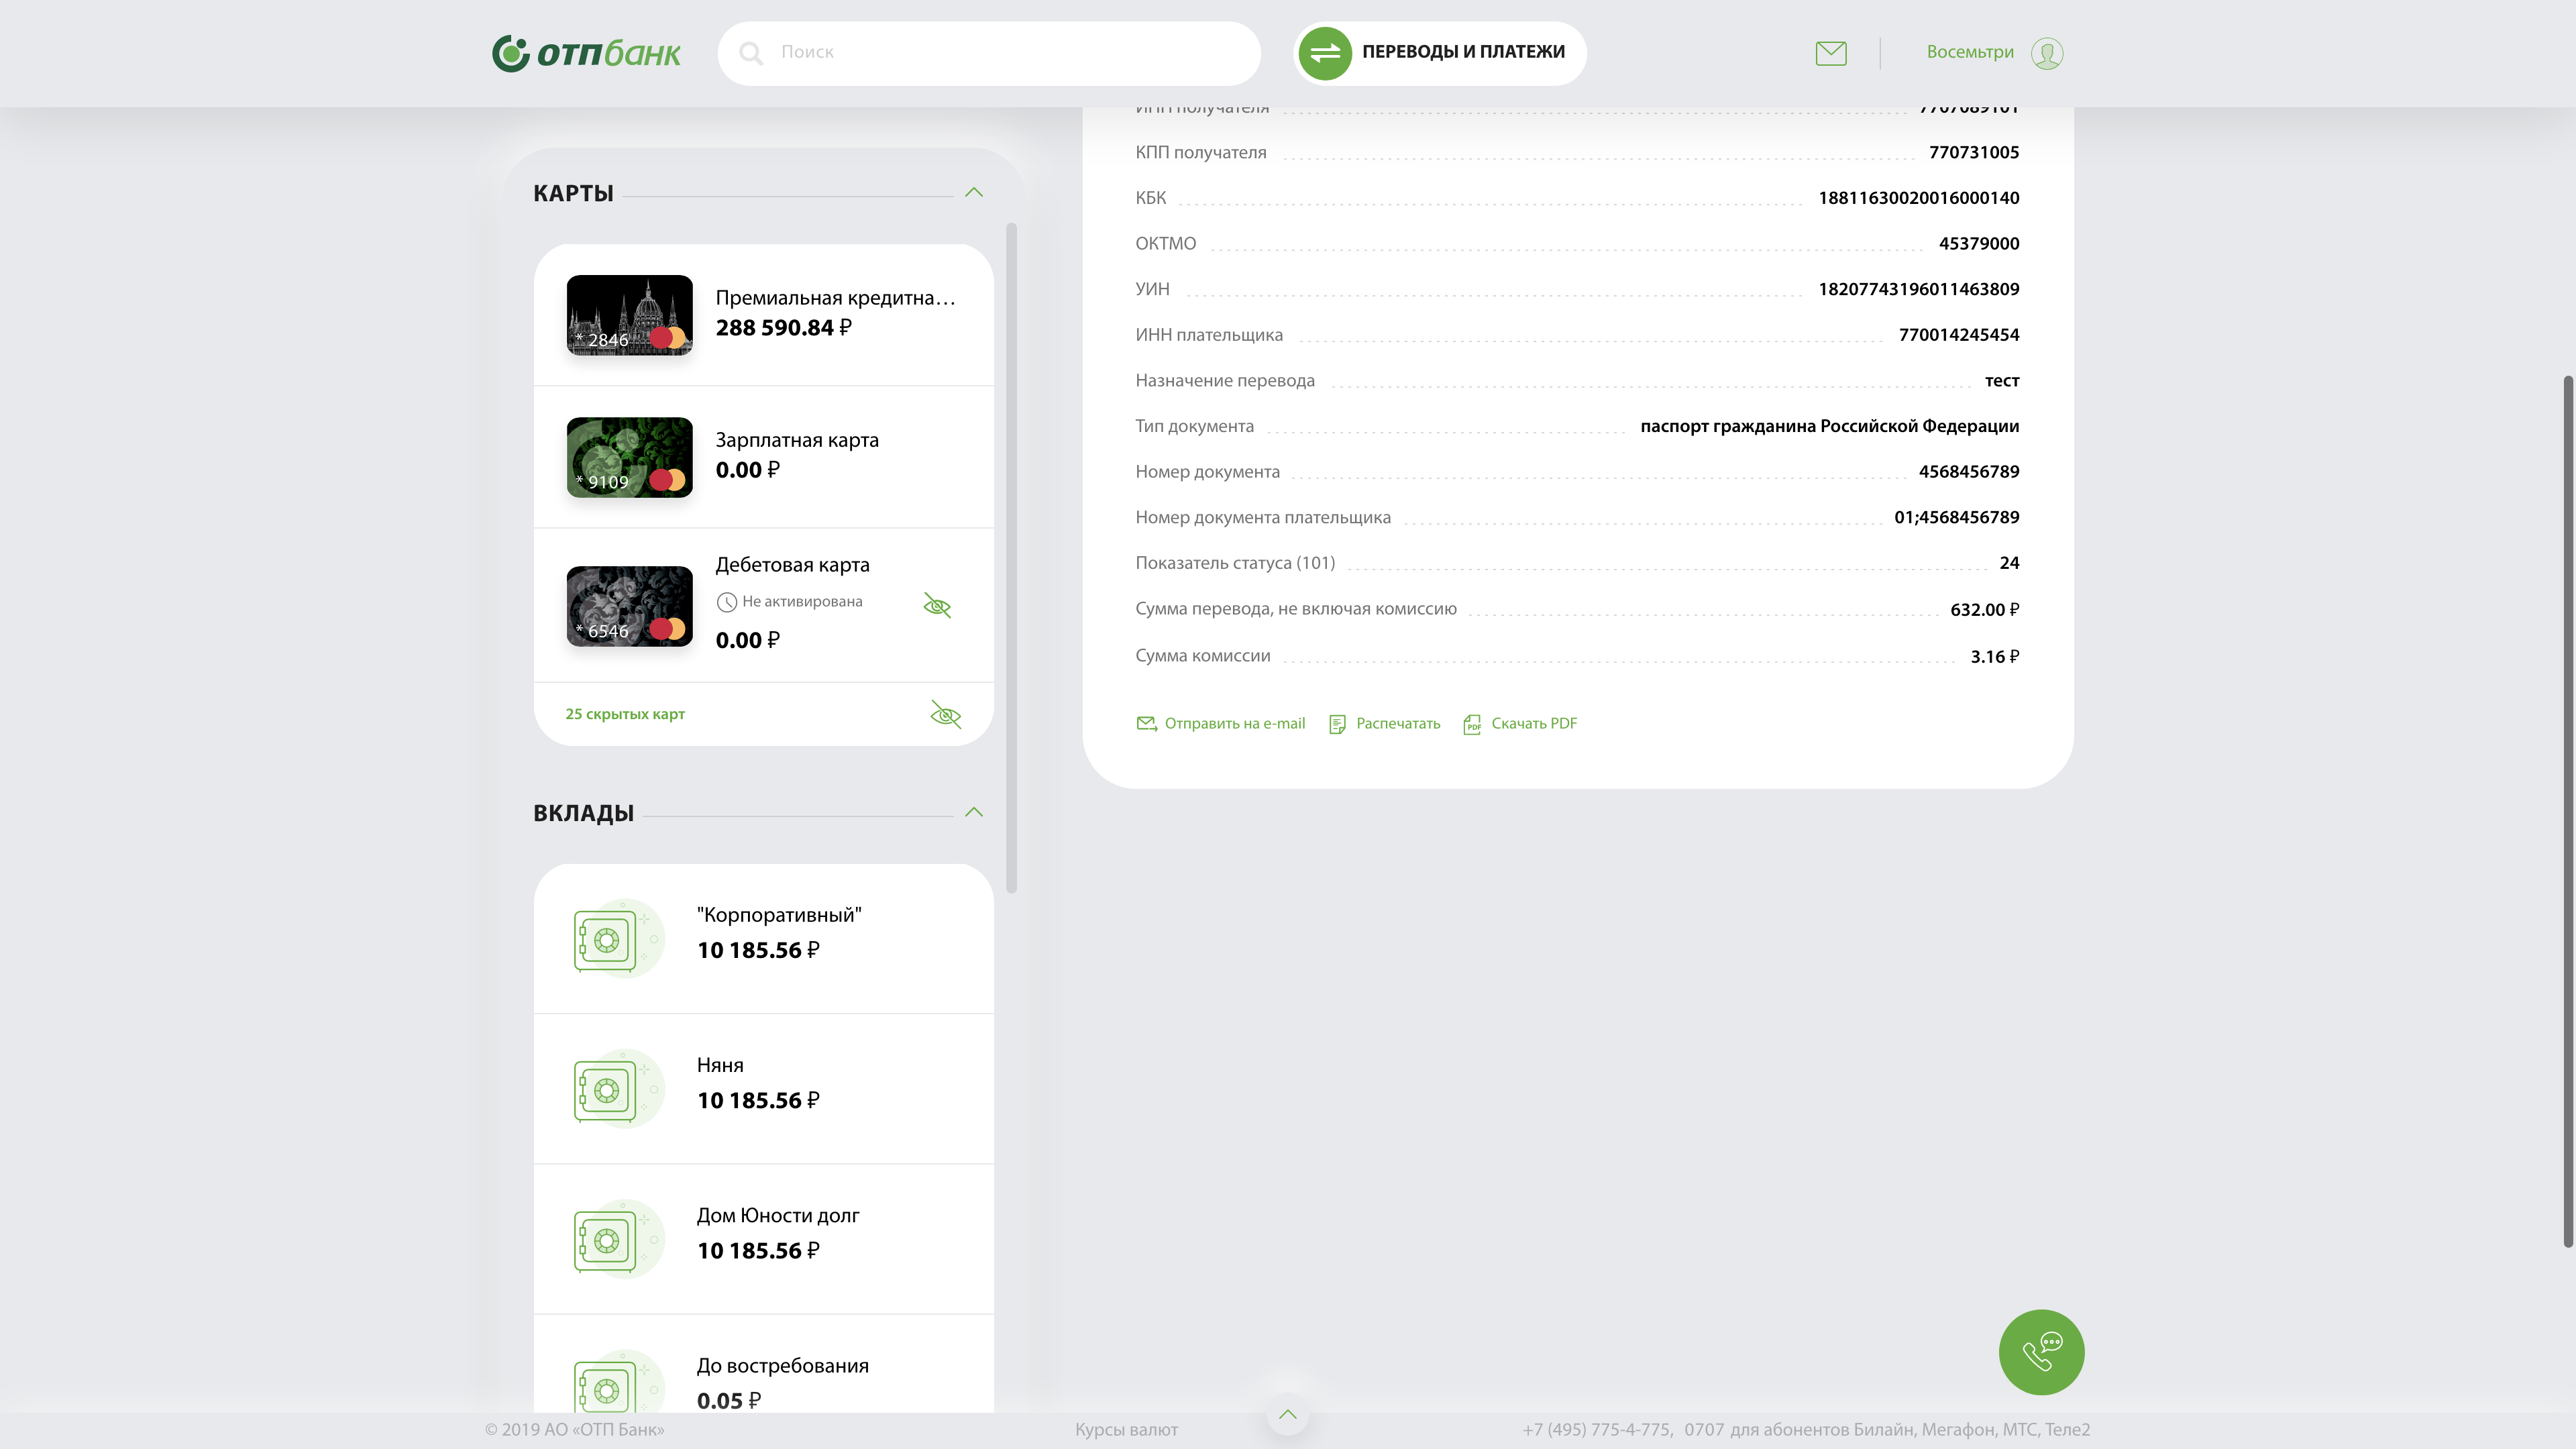 отпбанк
Поиск
ПЕРЕВОДЫ И ПЛАТЕЖИ
Восемьтри
КАРТЫ
* 2846
Премиальная кредитна...
288 590.84 ₽
* 9109
Зарплатная карта
0.00 ₽
* 6546
Дебетовая карта
Не активирована
0.00 ₽
25 скрытых карт
ВКЛАДЫ
"Корпоративный"
10 185.56 ₽
Няня
10 185.56 ₽
Дом Юности долг
10 185.56 ₽
До востребования
0.05 ₽
ИНН получателя 7707089101
КПП получателя 770731005
КБК 18811630020016000140
ОКТМО 45379000
УИН 18207743196011463809
ИНН плательщика 770014245454
Назначение перевода тест
Тип документа паспорт гражданина Российской Федерации
Номер документа 4568456789
Номер документа плательщика 01;4568456789
Показатель статуса (101) 24
Сумма перевода, не включая комиссию 632.00 ₽
Сумма комиссии 3.16 ₽
Отправить на e-mail Распечатать PDF Скачать PDF
© 2019 АО «ОТП Банк» Курсы валют +7 (495) 775-4-775, 0707 для абонентов Билайн, Мегафон, МТС, Теле2